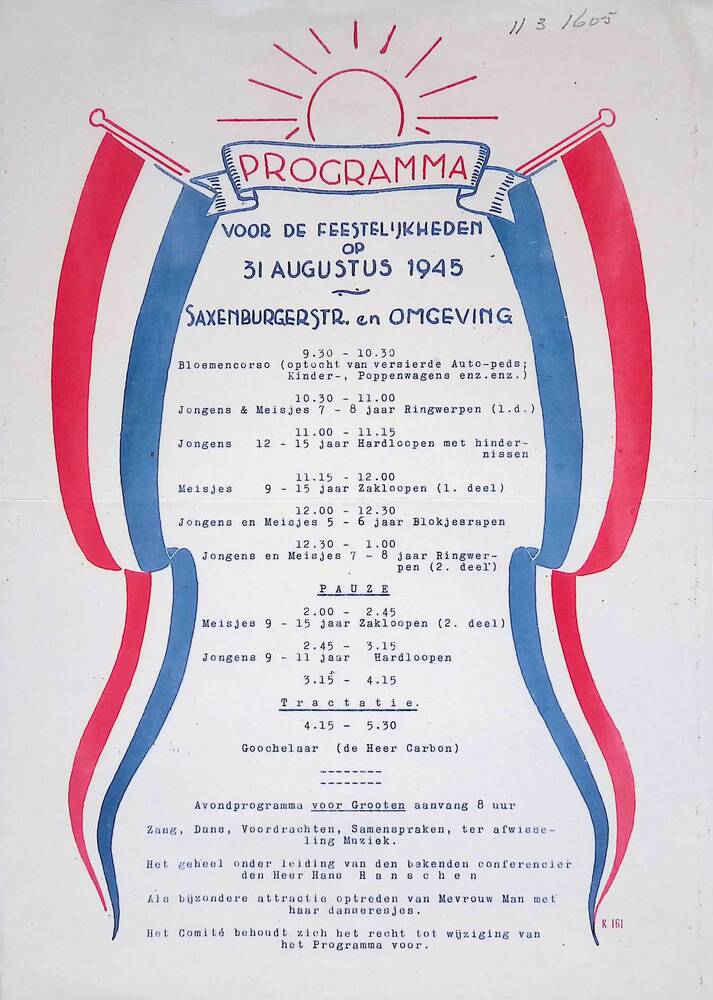 11 3 1605
PROGRAMMA
VOOR DE FEESTELIJKHEDEN
OP
31 AUGUSTUS 1945
SAXENBURGERSTR. en OMGEVING
9.30 - 10.30
Bloemencorso (optocht van versierde Auto-peds;
Kinder-, Poppenwagens enz.enz.)
10.30 - 11.00
Jongens & Meisjes 7 - 8 jaar Ringwerpen (1.d.)
11.00 - 11.15
Jongens 12 - 15 jaar Hardloopen met hinder-
nissen
11.15 - 12.00
Meisjes 9 - 15 jaar Zakloopen (1. deel)
12.00 - 12.30
Jongens en Meisjes 5 - 6 jaar Blokjesrapen
12.30 - 1.00
Jongens en Meisjes 7 - 8 jaar Ringwer-
pen (2. deel)
PAUZE
2.00 - 2.45
Meisjes 9 - 15 jaar Zakloopen (2. deel)
2.45 - 3.15
Jongens 9 - 11 jaar Hardloopen
3.15 - 4.15
Tractatie.
4.15 - 5.30
Goochelaar (de Heer Carbon)
Avondprogramma voor Grooten aanvang 8 uur
Zang, Dans, Voordrachten, Samenspraken, ter afwisse-
ling Muziek.
Het geheel onder leiding van den bekenden conferencier
den Heer Hans Hanschen
Als bijzondere attractie optreden van Mevrouw Man met
haar danseresjes.
Het Comité behoudt zich het recht tot wijziging van
het Programma voor.
K 161